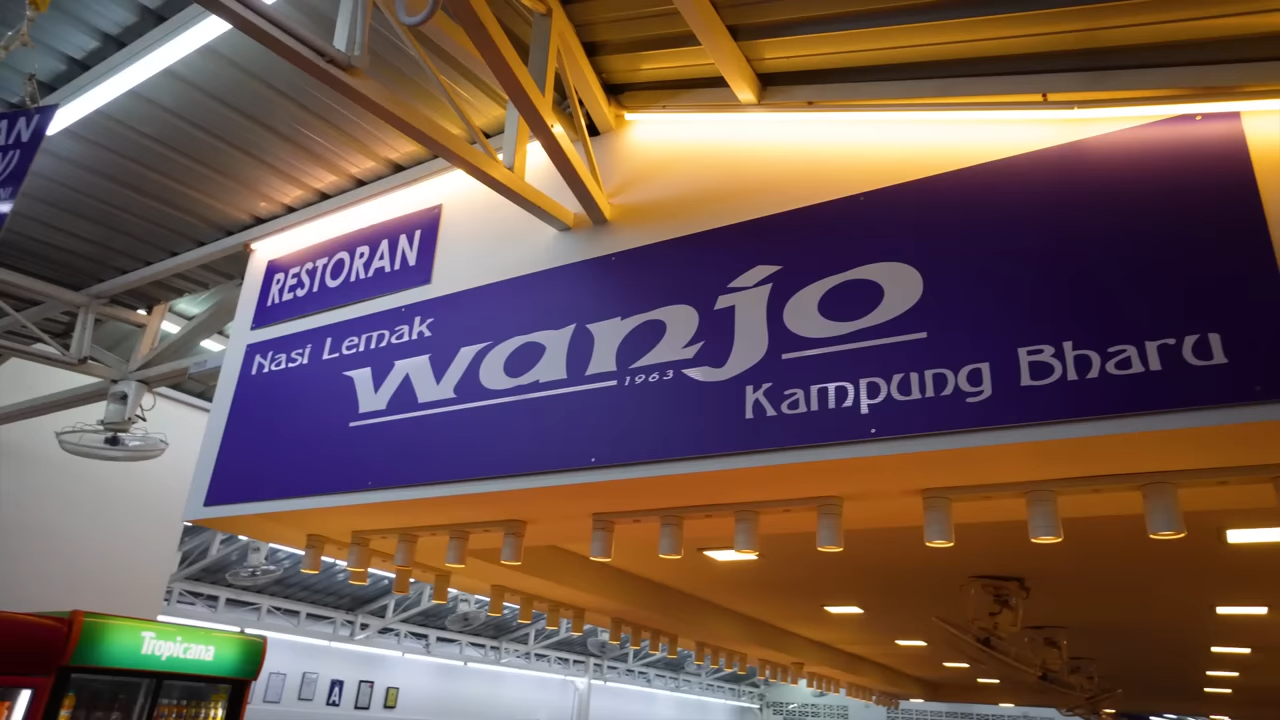 RESTORAN
Nasi Lemak
wanjo
1963
Kampung Bharu
Tropicana
A